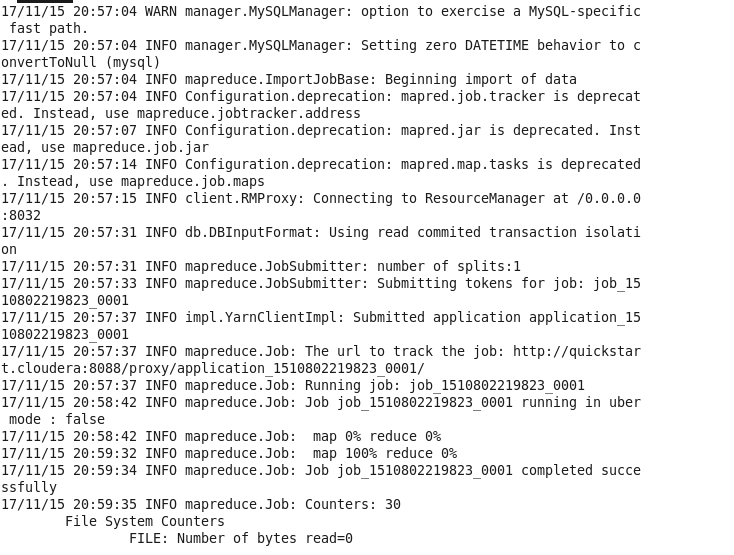 17/11/15 20:57:04 WARN manager.MySQLManager: option to exercise a MySQL-specific
 fast path.
17/11/15 20:57:04 INFO manager.MySQLManager: Setting zero DATETIME behavior to c
onvertToNull (mysql)
17/11/15 20:57:04 INFO mapreduce.ImportJobBase: Beginning import of data
17/11/15 20:57:04 INFO Configuration.deprecation: mapred.job.tracker is deprecat
ed. Instead, use mapreduce.jobtracker.address
17/11/15 20:57:07 INFO Configuration.deprecation: mapred.jar is deprecated. Inst
ead, use mapreduce.job.jar
17/11/15 20:57:14 INFO Configuration.deprecation: mapred.map.tasks is deprecated
. Instead, use mapreduce.job.maps
17/11/15 20:57:15 INFO client.RMProxy: Connecting to ResourceManager at /0.0.0.0
:8032
17/11/15 20:57:31 INFO db.DBInputFormat: Using read commited transaction isolati
on
17/11/15 20:57:31 INFO mapreduce.JobSubmitter: number of splits:1
17/11/15 20:57:33 INFO mapreduce.JobSubmitter: Submitting tokens for job: job_15
10802219823_0001
17/11/15 20:57:37 INFO impl.YarnClientImpl: Submitted application application_15
10802219823_0001
17/11/15 20:57:37 INFO mapreduce.Job: The url to track the job: http://quickstar
t.cloudera:8088/proxy/application_1510802219823_0001/
17/11/15 20:57:37 INFO mapreduce.Job: Running job: job_1510802219823_0001
17/11/15 20:58:42 INFO mapreduce.Job: Job job_1510802219823_0001 running in uber
 mode : false
17/11/15 20:58:42 INFO mapreduce.Job:  map 0% reduce 0%
17/11/15 20:59:32 INFO mapreduce.Job:  map 100% reduce 0%
17/11/15 20:59:34 INFO mapreduce.Job: Job job_1510802219823_0001 completed succe
ssfully
17/11/15 20:59:35 INFO mapreduce.Job: Counters: 30
        File System Counters
                FILE: Number of bytes read=0